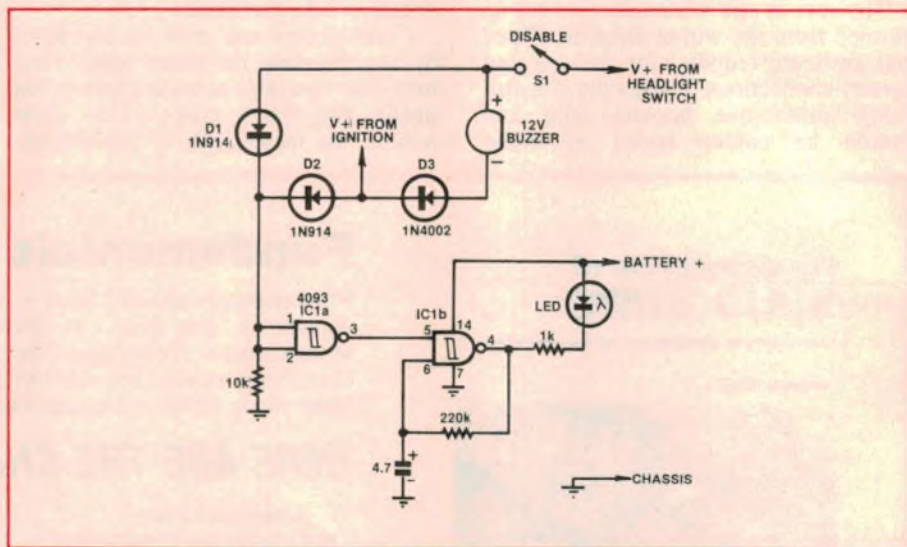 DISABLE
S1
V+ FROM
HEADLIGHT
SWITCH
D1
1N914
V+ FROM
IGNITION
+
12V
BUZZER
−
D2
1N914
D3
1N4002
BATTERY +
4093
IC1a
1
2
3
IC1b
14
5
6
7
4
LED
λ
1k
10k
220k
4.7
+
−
CHASSIS